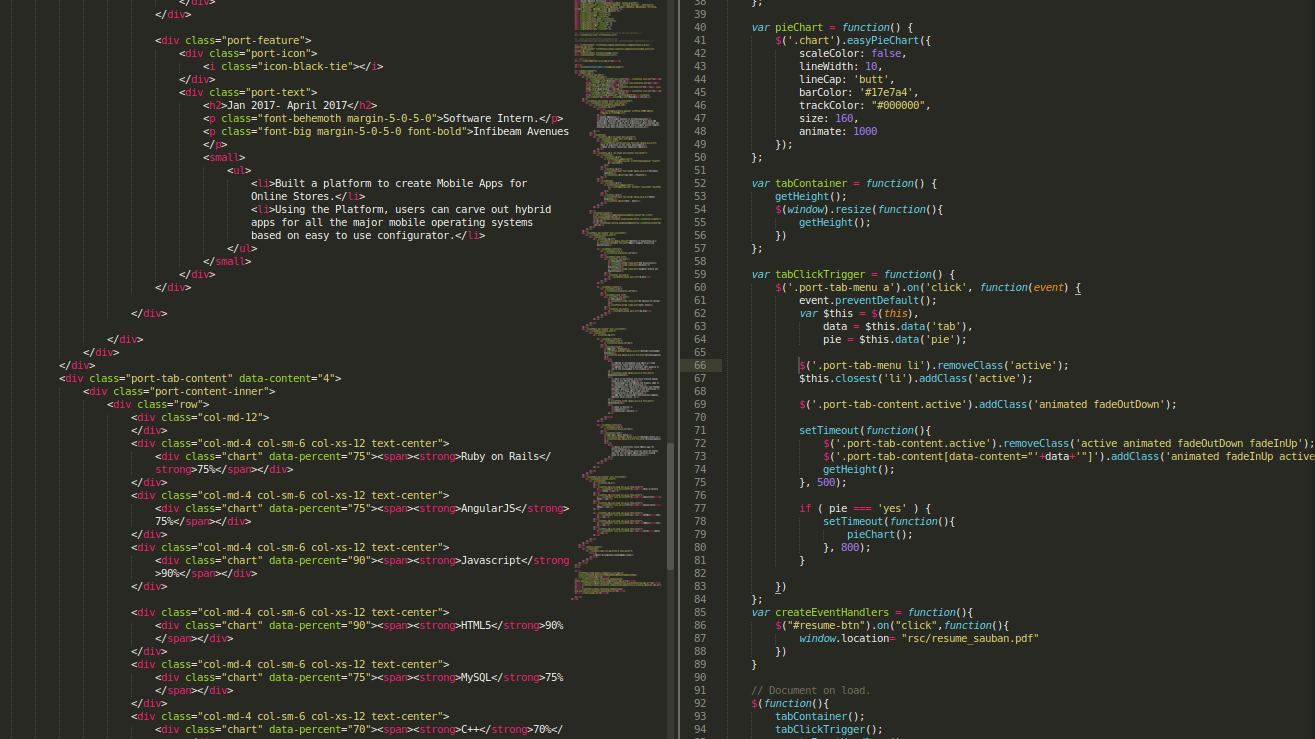 </div>
</div>
<div class="port-feature">
<div class="port-icon">
<i class="icon-black-tie"></i>
</div>
<div class="port-text">
<h2>Jan 2017- April 2017</h2>
<p class="font-behemoth margin-5-0-5-0">Software Intern.</p>
<p class="font-big margin-5-0-5-0 font-bold">Infibeam Avenues
</p>
<small>
<ul>
<li>Built a platform to create Mobile Apps for
Online Stores.</li>
<li>Using the Platform, users can carve out hybrid
apps for all the major mobile operating systems
based on easy to use configurator.</li>
</ul>
</small>
</div>
</div>
</div>
</div>
</div>
</div>
<div class="port-tab-content" data-content="4">
<div class="port-content-inner">
<div class="row">
<div class="col-md-12">
</div>
<div class="col-md-4 col-sm-6 col-xs-12 text-center">
<div class="chart" data-percent="75"><span><strong>Ruby on Rails</
strong>75%</span></div>
</div>
<div class="col-md-4 col-sm-6 col-xs-12 text-center">
<div class="chart" data-percent="75"><span><strong>AngularJS</strong>
75%</span></div>
</div>
<div class="col-md-4 col-sm-6 col-xs-12 text-center">
<div class="chart" data-percent="90"><span><strong>Javascript</strong
>90%</span></div>
</div>
<div class="col-md-4 col-sm-6 col-xs-12 text-center">
<div class="chart" data-percent="90"><span><strong>HTML5</strong>90%
</span></div>
</div>
<div class="col-md-4 col-sm-6 col-xs-12 text-center">
<div class="chart" data-percent="75"><span><strong>MySQL</strong>75%
</span></div>
</div>
<div class="col-md-4 col-sm-6 col-xs-12 text-center">
<div class="chart" data-percent="70"><span><strong>C++</strong>70%</
38 };
39
40 var pieChart = function() {
41 $('.chart').easyPieChart({
42 scaleColor: false,
43 lineWidth: 10,
44 lineCap: 'butt',
45 barColor: '#17e7a4',
46 trackColor: "#000000",
47 size: 160,
48 animate: 1000
49 });
50 };
51
52 var tabContainer = function() {
53 getHeight();
54 $(window).resize(function(){
55 getHeight();
56 })
57 };
58
59 var tabClickTrigger = function() {
60 $('.port-tab-menu a').on('click', function(event) {
61 event.preventDefault();
62 var $this = $(this),
63 data = $this.data('tab'),
64 pie = $this.data('pie');
65
66 $('.port-tab-menu li').removeClass('active');
67 $this.closest('li').addClass('active');
68
69 $('.port-tab-content.active').addClass('animated fadeOutDown');
70
71 setTimeout(function(){
72 $('.port-tab-content.active').removeClass('active animated fadeOutDown fadeInUp');
73 $('.port-tab-content[data-content="'+data+'"]').addClass('animated fadeInUp active
74 getHeight();
75 }, 500);
76
77 if ( pie === 'yes' ) {
78 setTimeout(function(){
79 pieChart();
80 }, 800);
81 }
82
83 })
84 };
85 var createEventHandlers = function(){
86 $("#resume-btn").on("click",function(){
87 window.location= "rsc/resume_sauban.pdf"
88 })
89 }
90
91 // Document on load.
92 $(function(){
93 tabContainer();
94 tabClickTrigger();